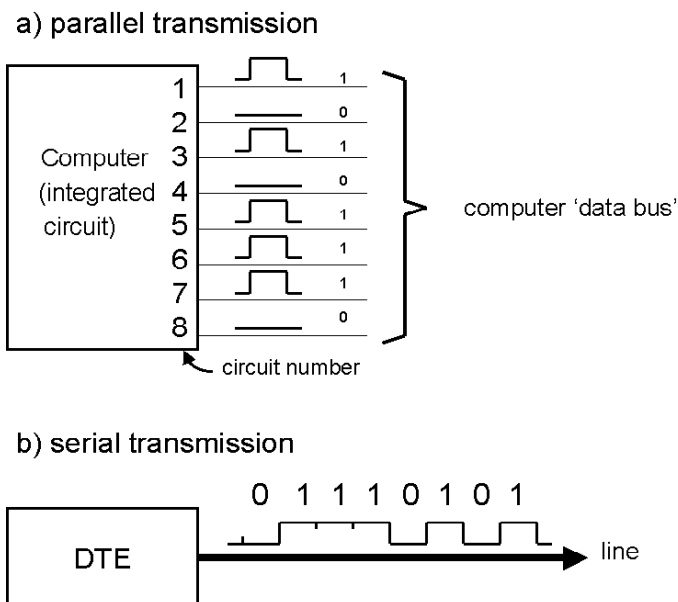 a) parallel transmission
1 1
2 0
3 1
Computer
(integrated
circuit)
4 0
5 1
6 1
7 1
8 0
computer ‘data bus’
circuit number
b) serial transmission
0 1 1 1 0 1 0 1
DTE
line